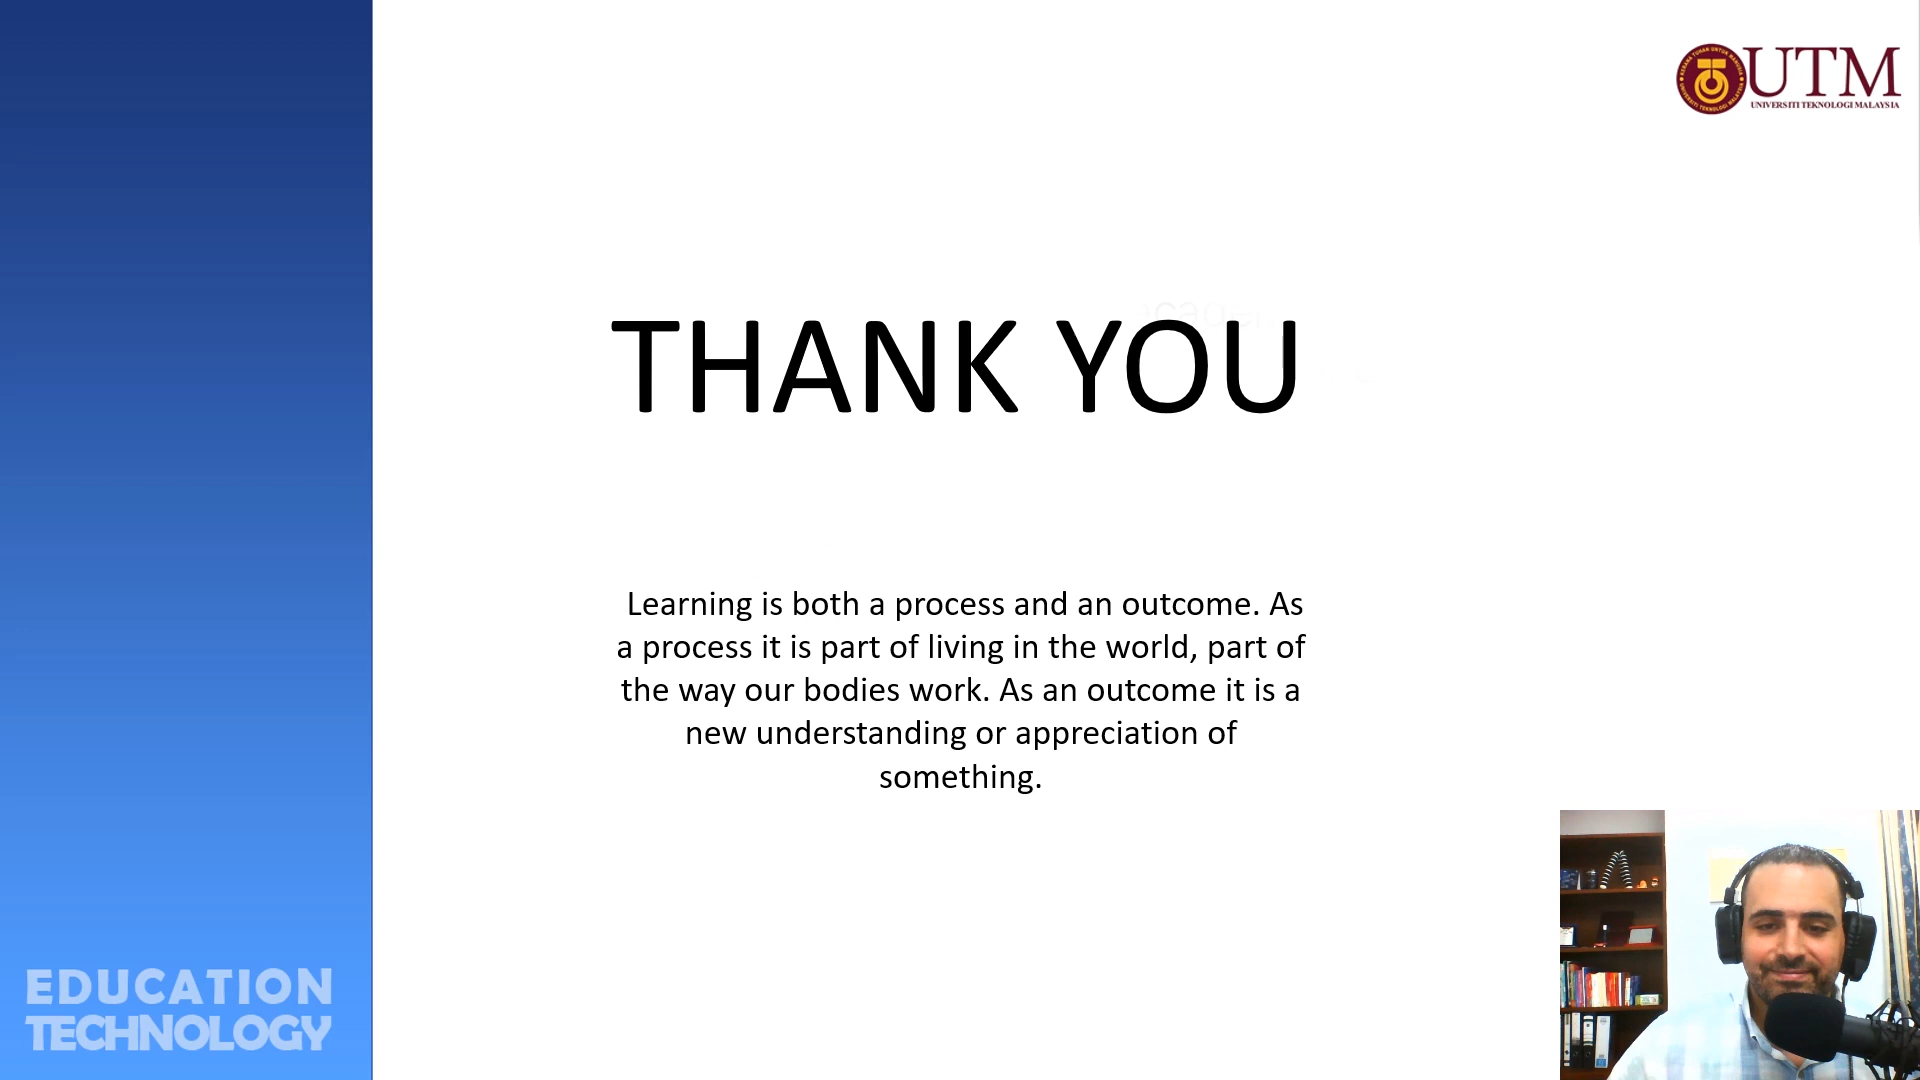 UTM
UNIVERSITI TEKNOLOGI MALAYSIA
THANK YOU
Learning is both a process and an outcome. As
a process it is part of living in the world, part of
the way our bodies work. As an outcome it is a
new understanding or appreciation of
something.
EDUCATION
TECHNOLOGY